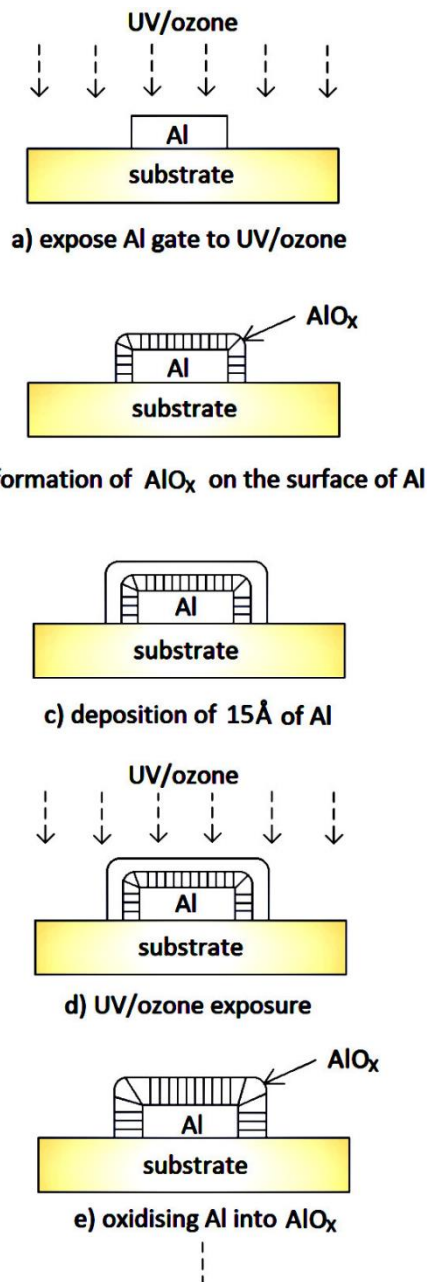 UV/ozone
Al
substrate
a) expose Al gate to UV/ozone
AlOₓ
Al
substrate
formation of AlOₓ on the surface of Al
Al
substrate
c) deposition of 15Å of Al
UV/ozone
Al
substrate
d) UV/ozone exposure
AlOₓ
Al
substrate
e) oxidising Al into AlOₓ